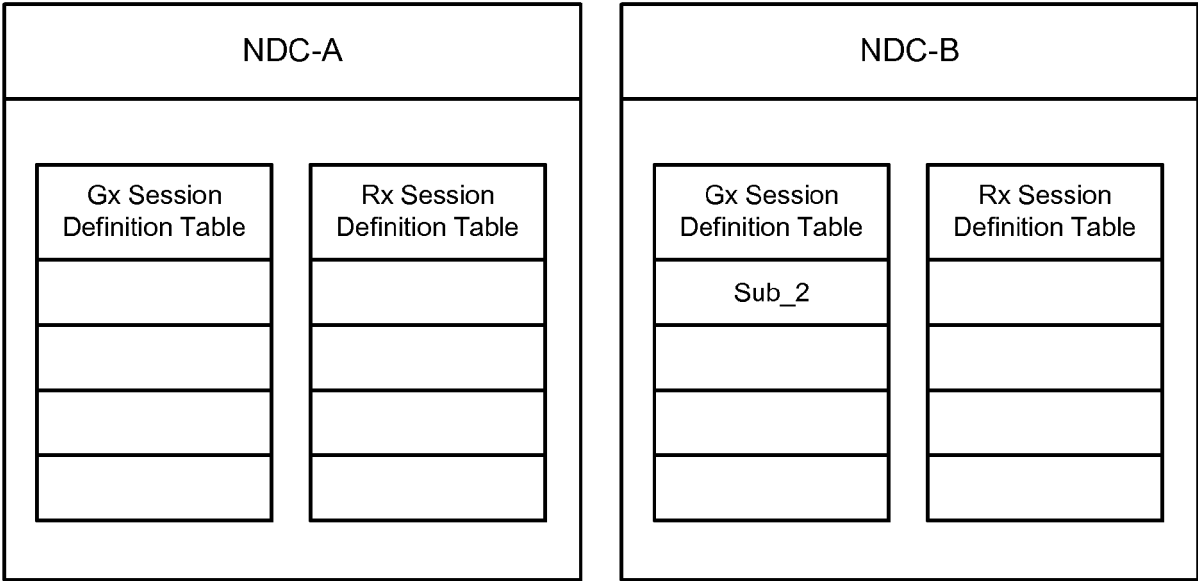 NDC-A
Gx Session
Definition Table
Rx Session
Definition Table
NDC-B
Gx Session
Definition Table
Sub_2
Rx Session
Definition Table